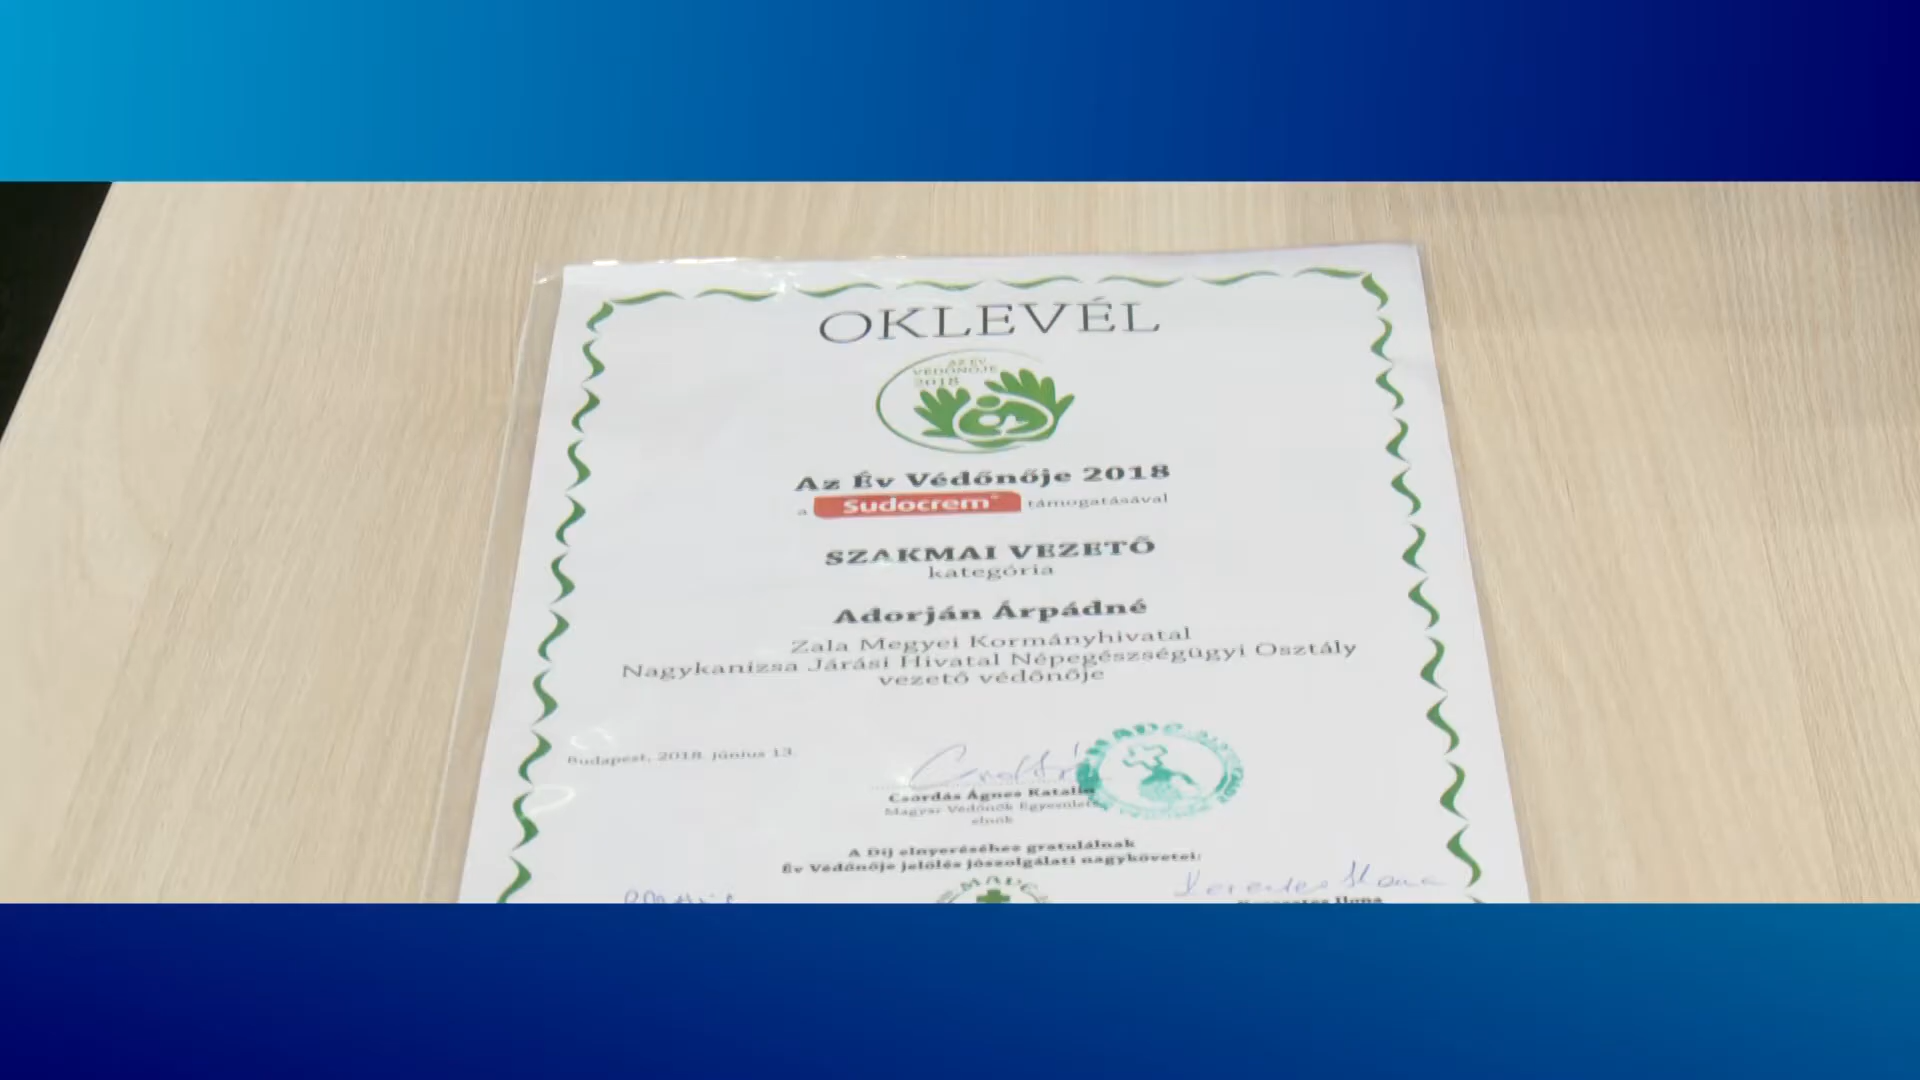 OKLEVÉL
AZ ÉV
VÉDŐNŐJE
2018
Az Év Védőnője 2018
a Sudocrem támogatásával
SZAKMAI VEZETŐ
kategória
Adorján Árpádné
Zala Megyei Kormányhivatal
Nagykanizsa Járási Hivatal Népegészségügyi Osztály
vezető védőnője
Budapest, 2018. június 13.
Csordás Ágnes Katalin
Magyar Védőnők Egyesülete
elnök
A Díj elnyeréséhez gratulálnak
Év Védőnője jelölés jószolgálati nagykövetei: